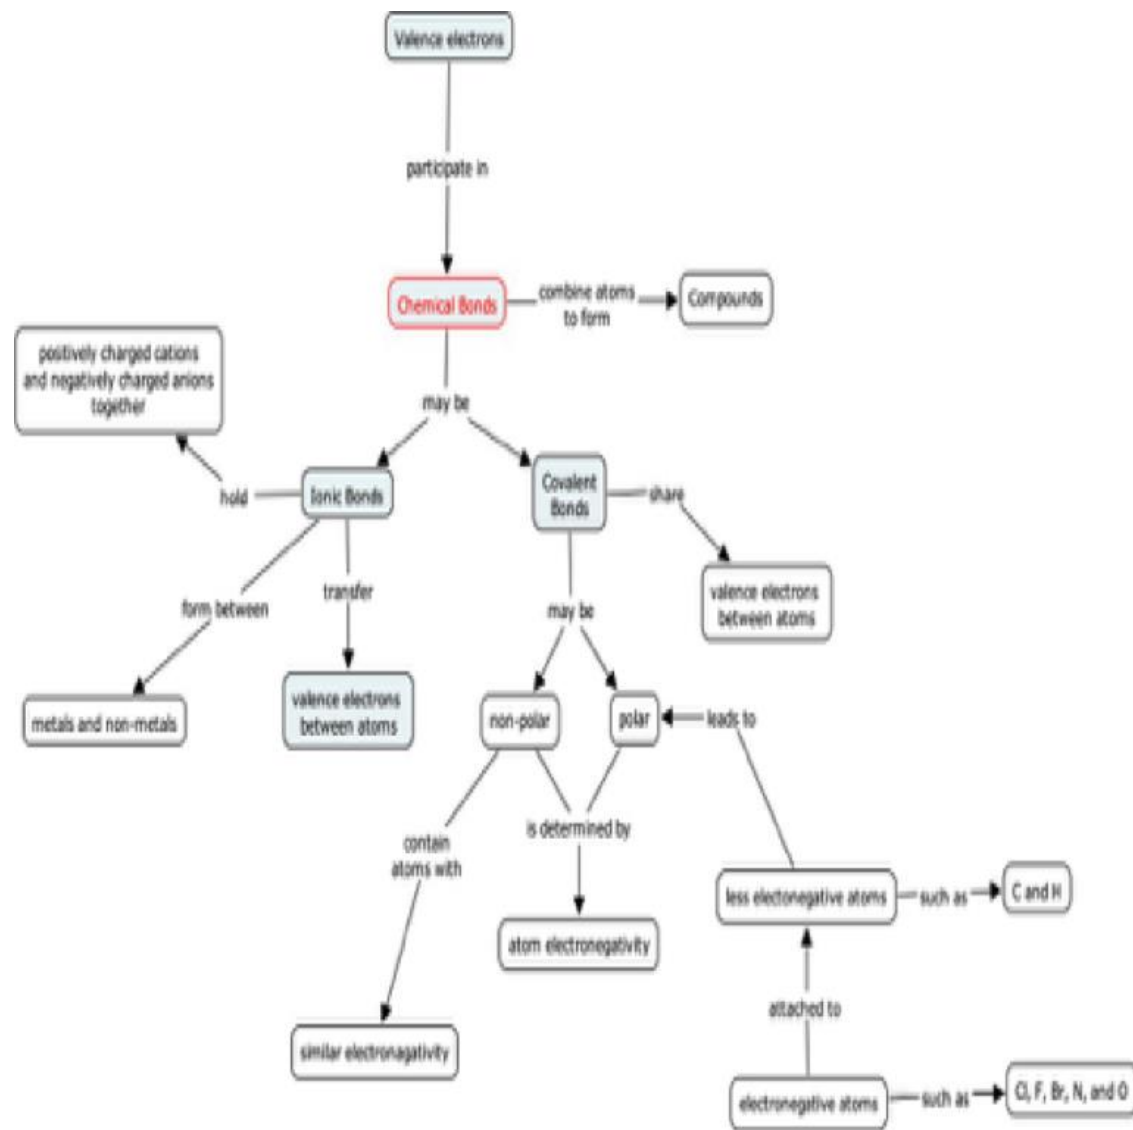 Valence electrons
participate in
Chemical Bonds
combine atoms
to form
Compounds
positively charged cations
and negatively charged anions
together
may be
hold
Ionic Bonds
Covalent
Bonds
share
form between
transfer
may be
valence electrons
between atoms
metals and non-metals
valence electrons
between atoms
non-polar
polar
leads to
contain
atoms with
is determined by
less electonegative atoms
such as
C and H
atom electronegativity
attached to
similar electronagativity
electronegative atoms
such as
Cl, F, Br, N, and O